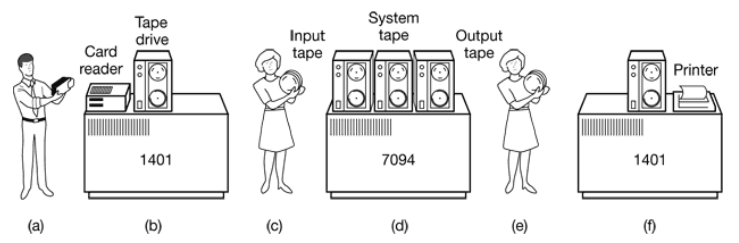 Card
reader
Tape
drive
Input
tape
System
tape
Output
tape
Printer
1401
7094
1401
(a)
(b)
(c)
(d)
(e)
(f)